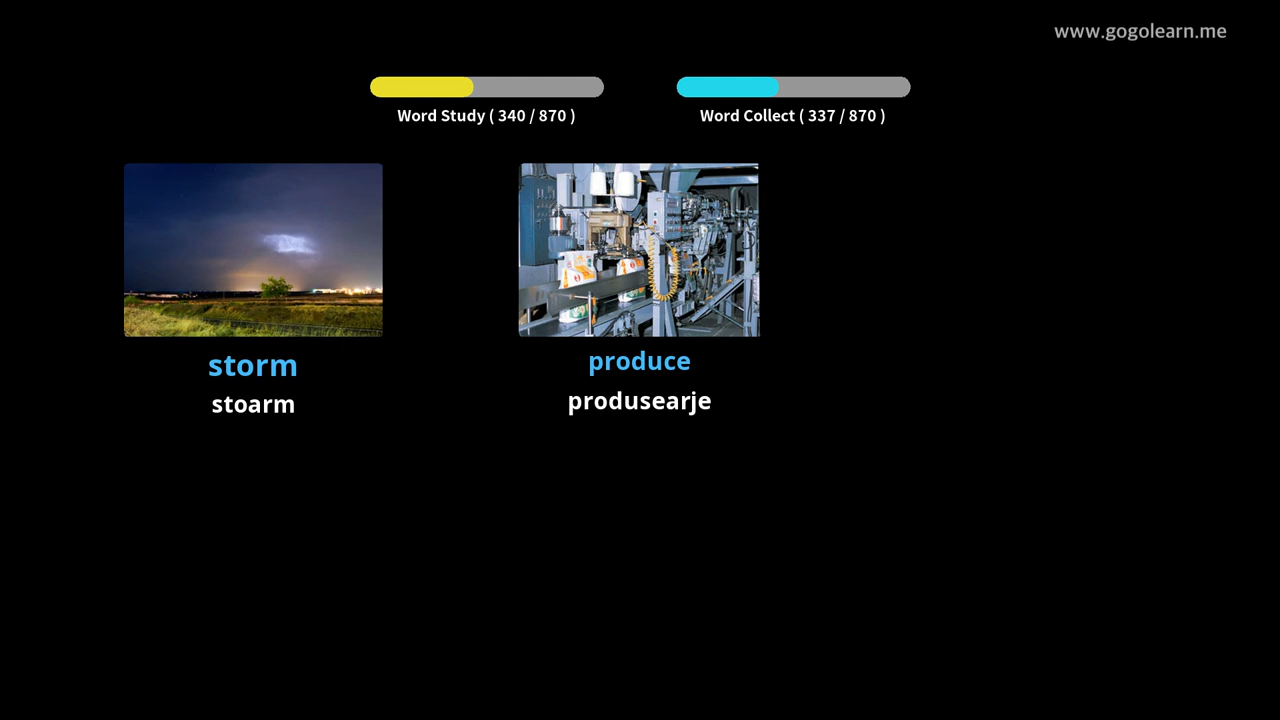 www.gogolearn.me
Word Study ( 340 / 870 )
Word Collect ( 337 / 870 )
storm
stoarm
produce
produsearje